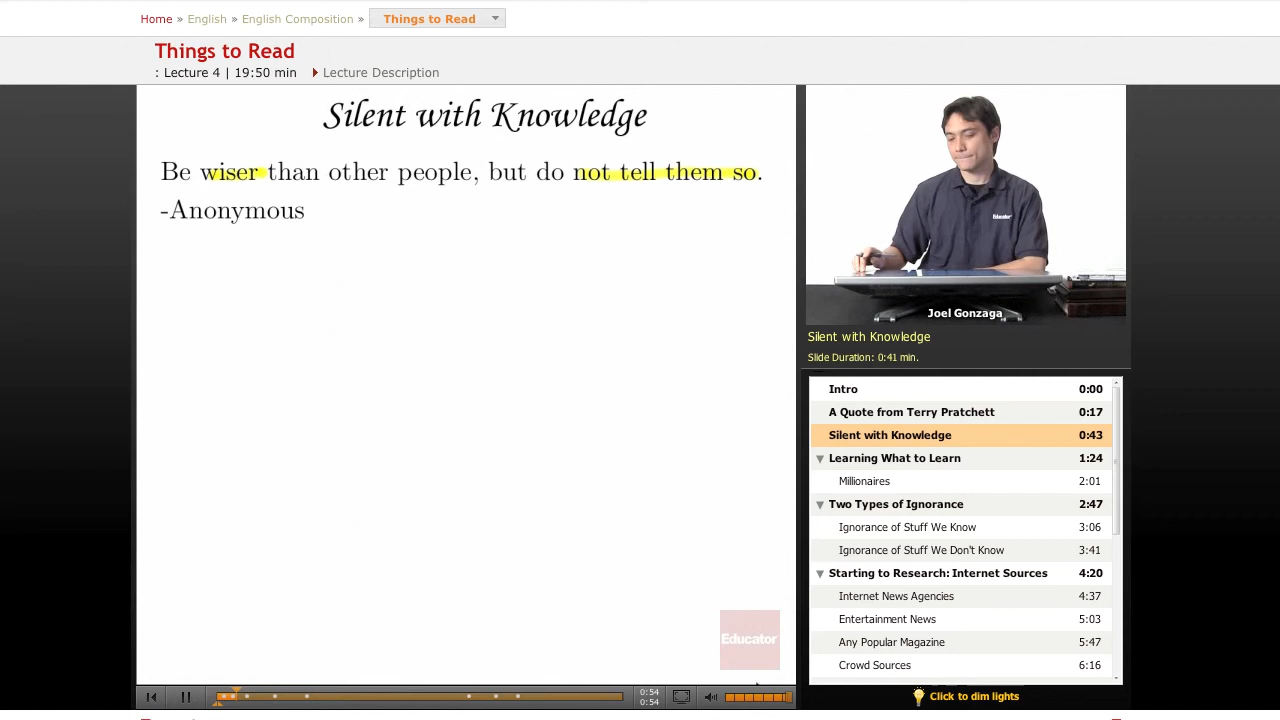 Home » English » English Composition » Things to Read
Things to Read
: Lecture 4 | 19:50 min Lecture Description
Silent with Knowledge
Be wiser than other people, but do not tell them so.
-Anonymous
Educator
Educator
Joel Gonzaga
Silent with Knowledge
Slide Duration: 0:41 min.
Intro 0:00
A Quote from Terry Pratchett 0:17
Silent with Knowledge 0:43
Learning What to Learn 1:24
Millionaires 2:01
Two Types of Ignorance 2:47
Ignorance of Stuff We Know 3:06
Ignorance of Stuff We Don't Know 3:41
Starting to Research: Internet Sources 4:20
Internet News Agencies 4:37
Entertainment News 5:03
Any Popular Magazine 5:47
Crowd Sources 6:16
0:54
0:54
Click to dim lights